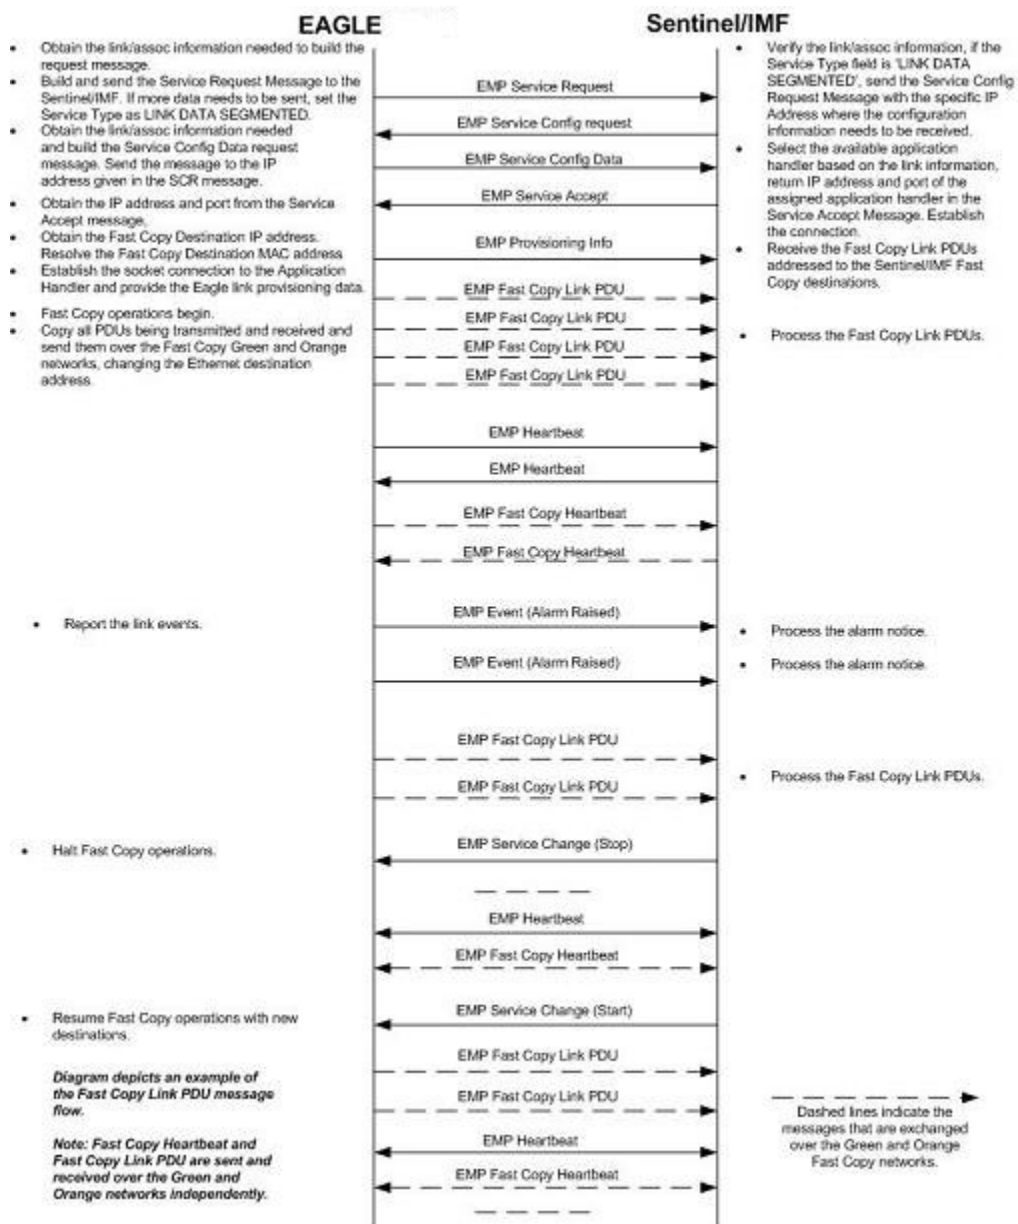 EAGLE
Sentinel/IMF
• Obtain the link/assoc information needed to build the
request message.
• Build and send the Service Request Message to the
Sentinel/IMF. If more data needs to be sent, set the
Service Type as LINK DATA SEGMENTED.
• Obtain the link/assoc information needed
and build the Service Config Data request
message. Send the message to the IP
address given in the SCR message.
• Obtain the IP address and port from the Service
Accept message,
• Obtain the Fast Copy Destination IP address.
Resolve the Fast Copy Destination MAC address
• Establish the socket connection to the Application
Handler and provide the Eagle link provisioning data.
• Fast Copy operations begin.
• Copy all PDUs being transmitted and received and
send them over the Fast Copy Green and Orange
networks, changing the Ethernet destination
address.
EMP Service Request
EMP Service Config request
EMP Service Config Data
EMP Service Accept
EMP Provisioning Info
EMP Fast Copy Link PDU
EMP Fast Copy Link PDU
EMP Fast Copy Link PDU
EMP Fast Copy Link PDU
• Verify the link/assoc information, if the
Service Type field is 'LINK DATA
SEGMENTED', send the Service Config
Request Message with the specific IP
Address where the configuration
information needs to be received.
• Select the available application
handler based on the link information,
return IP address and port of the
assigned application handler in the
Service Accept Message. Establish
the connection.
• Receive the Fast Copy Link PDUs
addressed to the Sentinel/IMF Fast
Copy destinations.
• Process the Fast Copy Link PDUs.
EMP Heartbeat
EMP Heartbeat
EMP Fast Copy Heartbeat
EMP Fast Copy Heartbeat
• Report the link events.
EMP Event (Alarm Raised)
• Process the alarm notice.
EMP Event (Alarm Raised)
• Process the alarm notice.
EMP Fast Copy Link PDU
EMP Fast Copy Link PDU
• Process the Fast Copy Link PDUs.
• Halt Fast Copy operations.
EMP Service Change (Stop)
EMP Heartbeat
EMP Fast Copy Heartbeat
• Resume Fast Copy operations with new
destinations.
EMP Service Change (Start)
EMP Fast Copy Link PDU
EMP Fast Copy Link PDU
EMP Heartbeat
EMP Fast Copy Heartbeat
Diagram depicts an example of
the Fast Copy Link PDU message
flow.
Note: Fast Copy Heartbeat and
Fast Copy Link PDU are sent and
received over the Green and
Orange networks independently.
Dashed lines indicate the
messages that are exchanged
over the Green and Orange
Fast Copy networks.